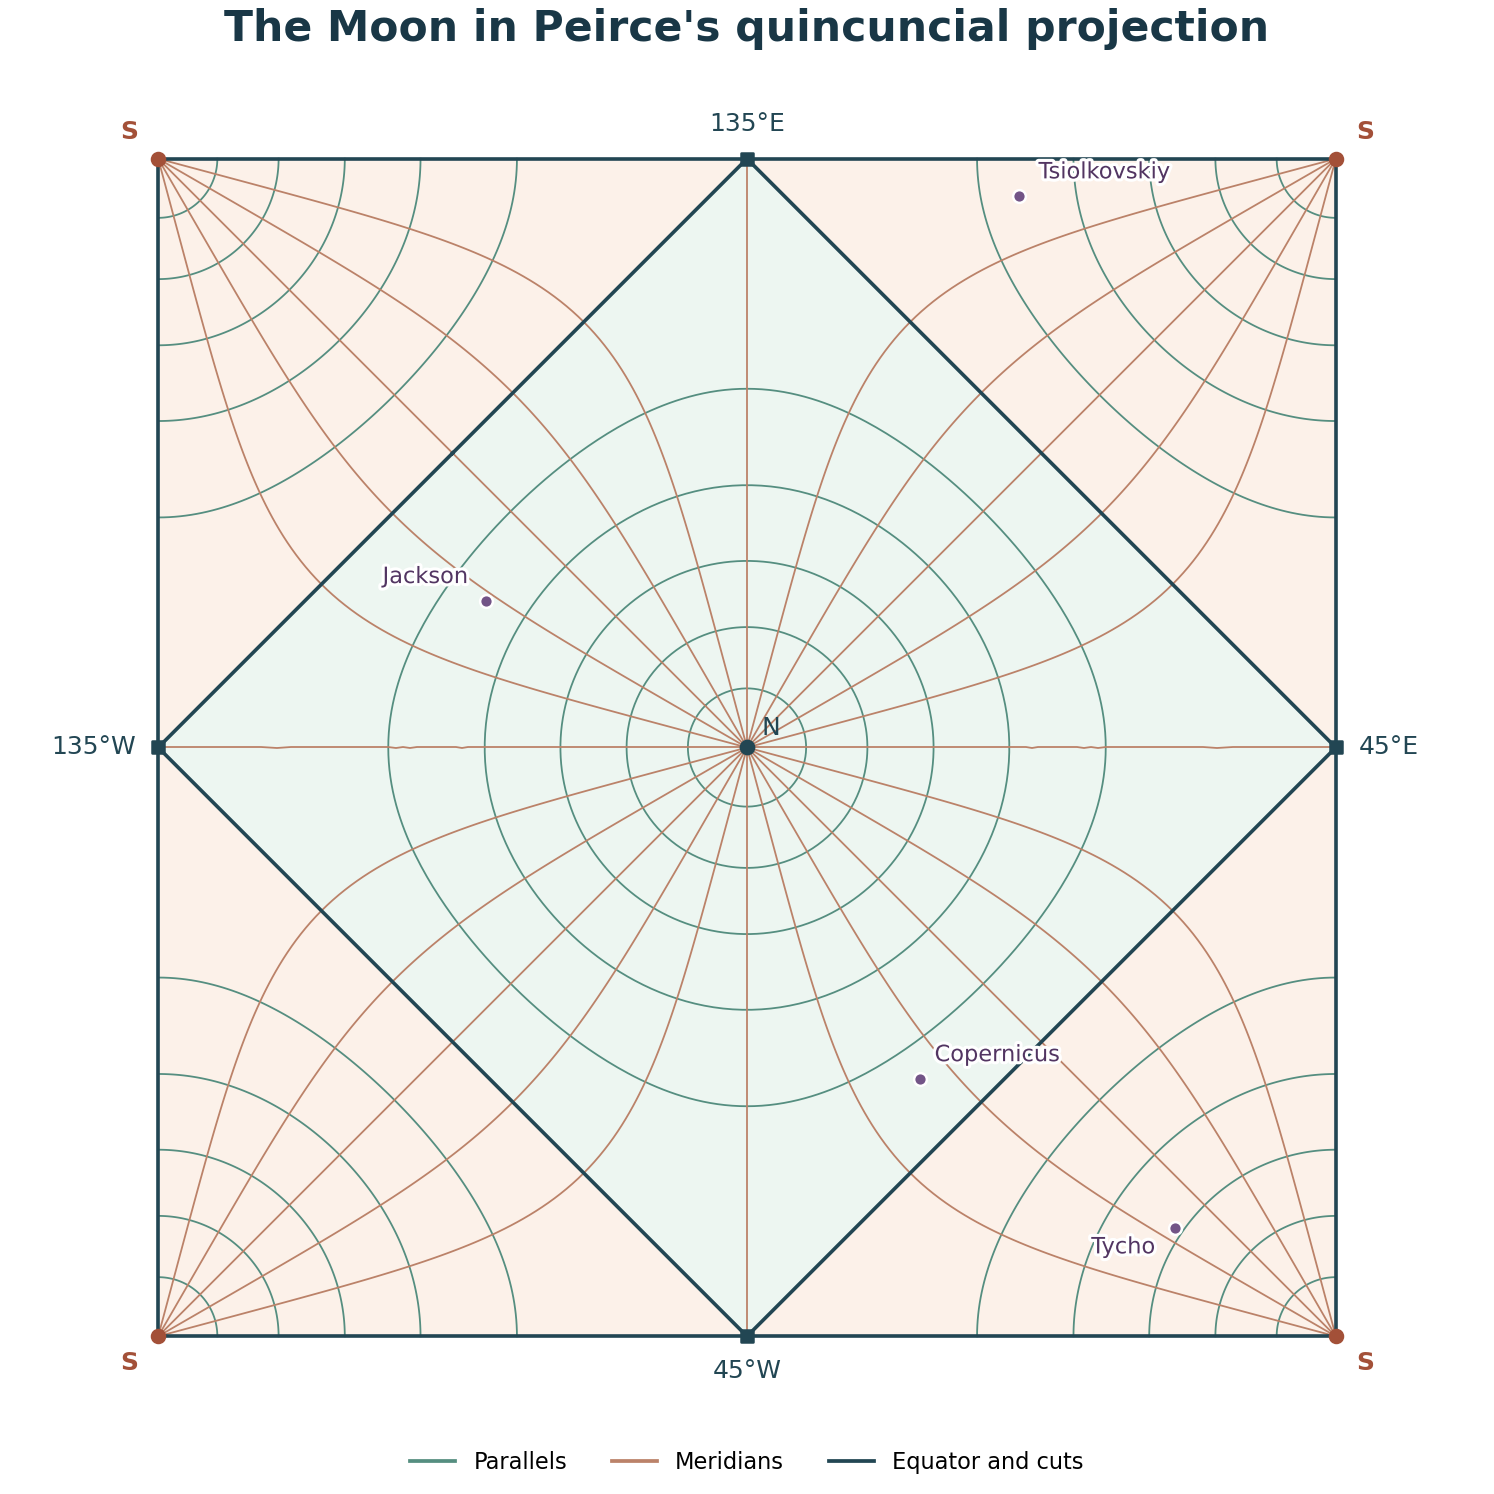 The Moon in Peirce's quincuncial projection
135°E
S
S
Tsiolkovskiy
Jackson
N
135°W
45°E
Copernicus
Tycho
S
45°W
S
Parallels
Meridians
Equator and cuts